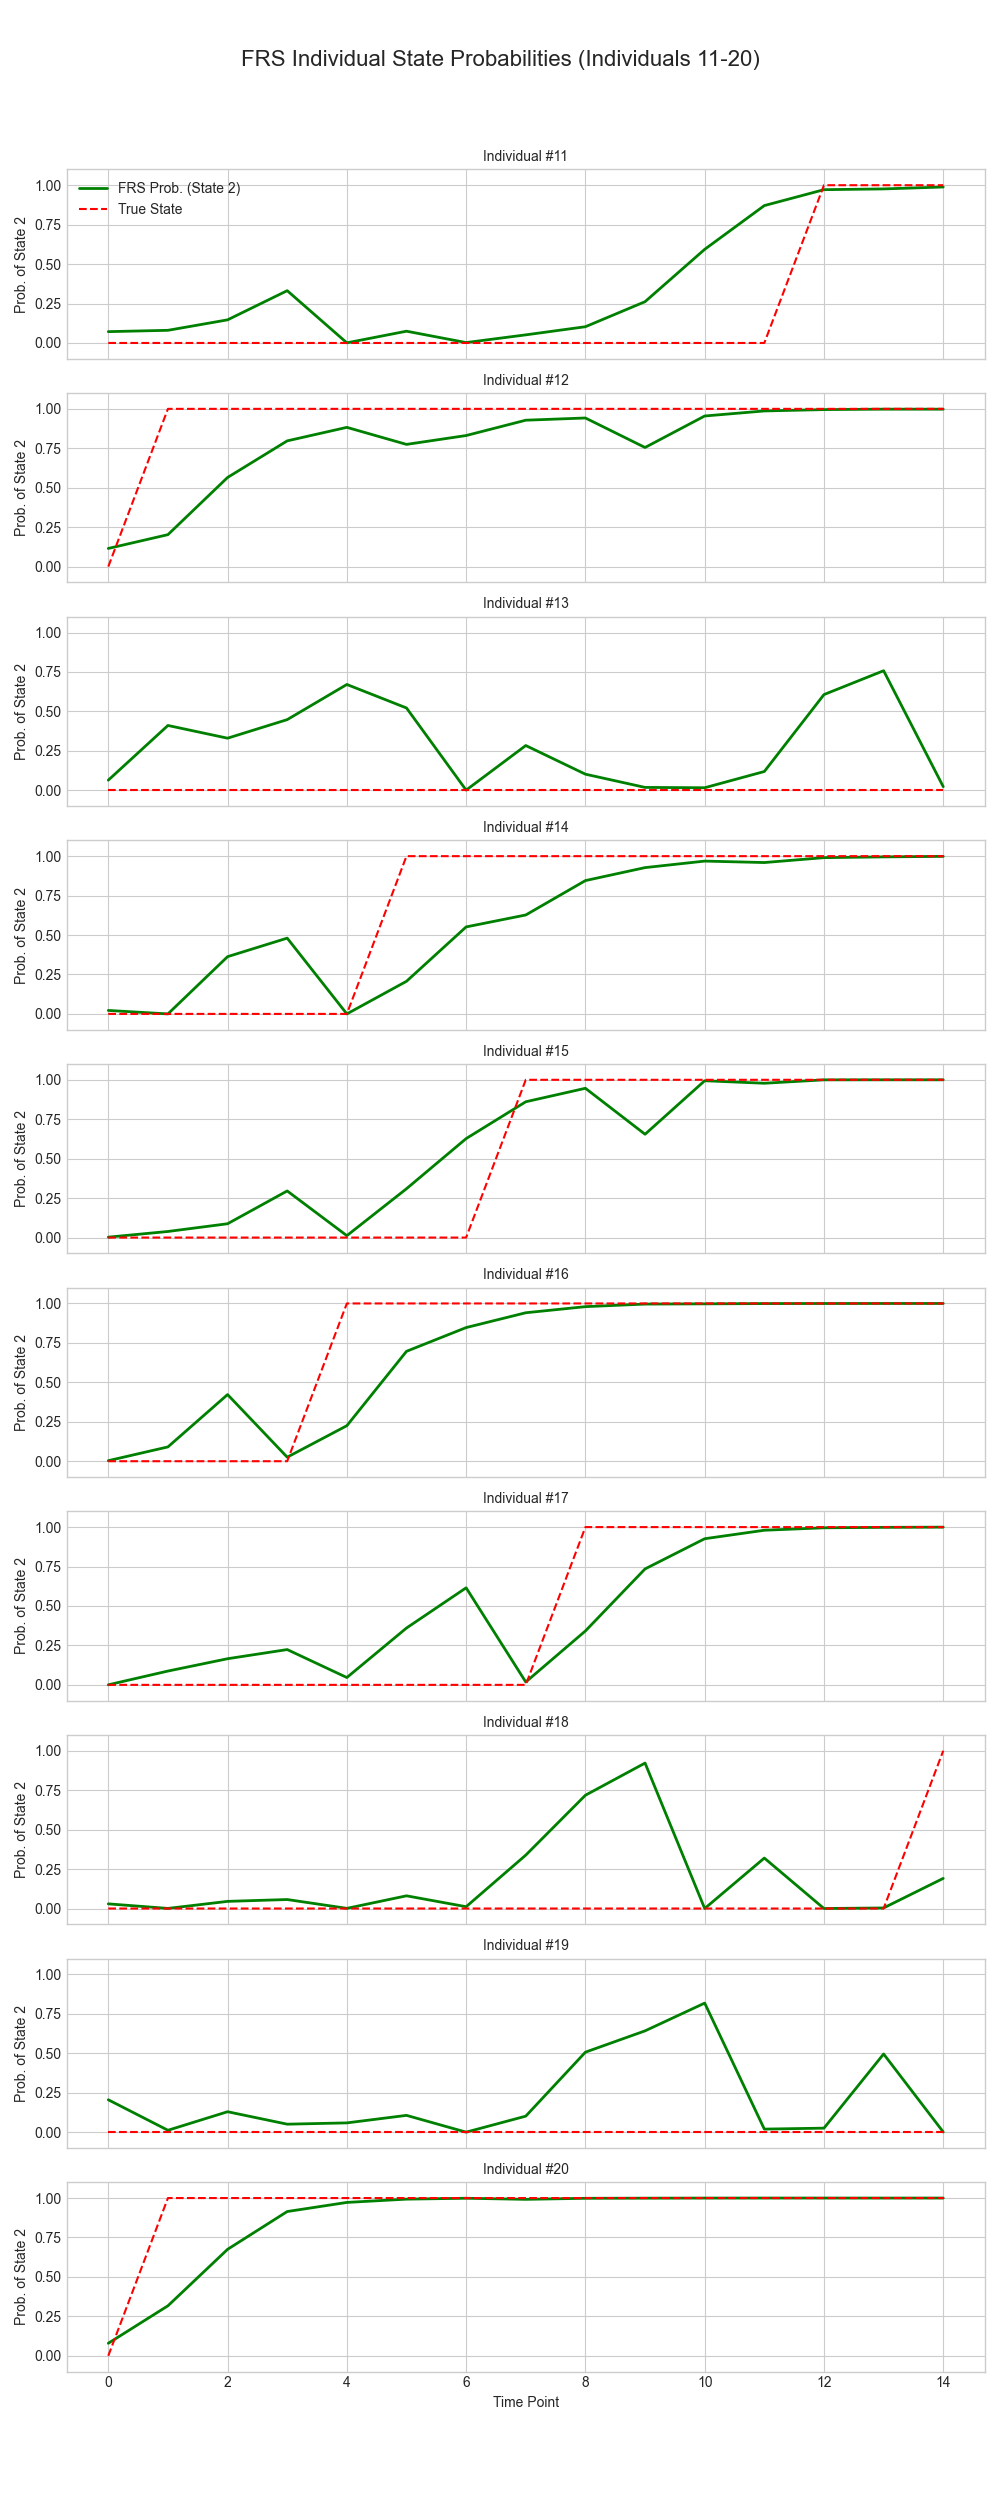 FRS Individual State Probabilities (Individuals 11-20)
Individual #11
FRS Prob. (State 2)
True State
Prob. of State 2
1.00
0.75
0.50
0.25
0.00
Individual #12
Prob. of State 2
1.00
0.75
0.50
0.25
0.00
Individual #13
Prob. of State 2
1.00
0.75
0.50
0.25
0.00
Individual #14
Prob. of State 2
1.00
0.75
0.50
0.25
0.00
Individual #15
Prob. of State 2
1.00
0.75
0.50
0.25
0.00
Individual #16
Prob. of State 2
1.00
0.75
0.50
0.25
0.00
Individual #17
Prob. of State 2
1.00
0.75
0.50
0.25
0.00
Individual #18
Prob. of State 2
1.00
0.75
0.50
0.25
0.00
Individual #19
Prob. of State 2
1.00
0.75
0.50
0.25
0.00
Individual #20
Prob. of State 2
1.00
0.75
0.50
0.25
0.00
0 2 4 6 8 10 12 14
Time Point